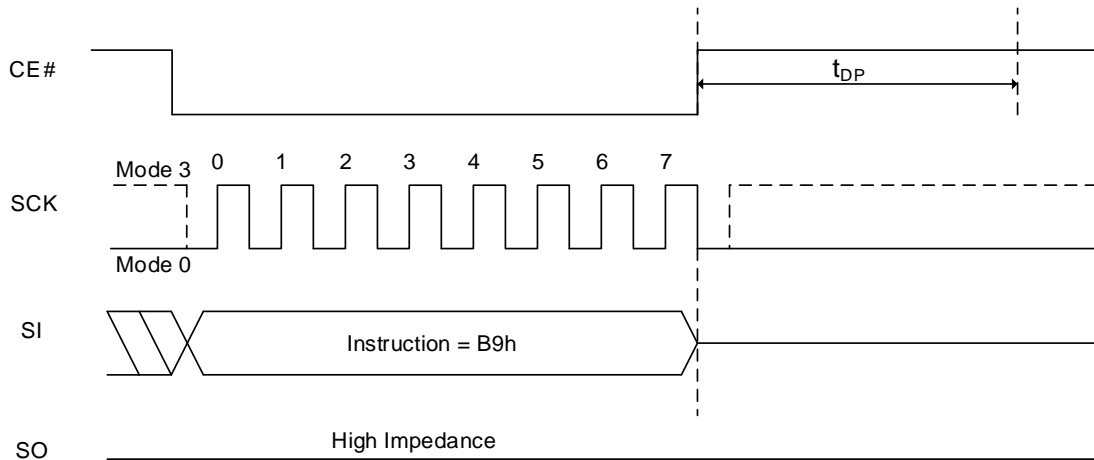 CE#
tDP
Mode 3
0 1 2 3 4 5 6 7
SCK
Mode 0
SI
Instruction = B9h
High Impedance
SO